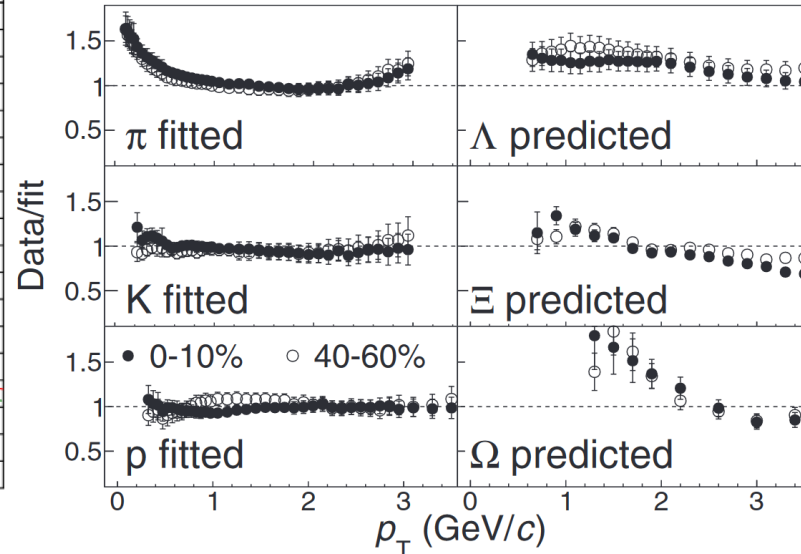 1.5
1
0.5
π fitted
Λ predicted
1.5
1
0.5
K fitted
Ξ predicted
Data/fit
0-10% 40-60%
1.5
1
0.5
p fitted
Ω predicted
0 1 2 3 0 1 2 3
p_T (GeV/c)